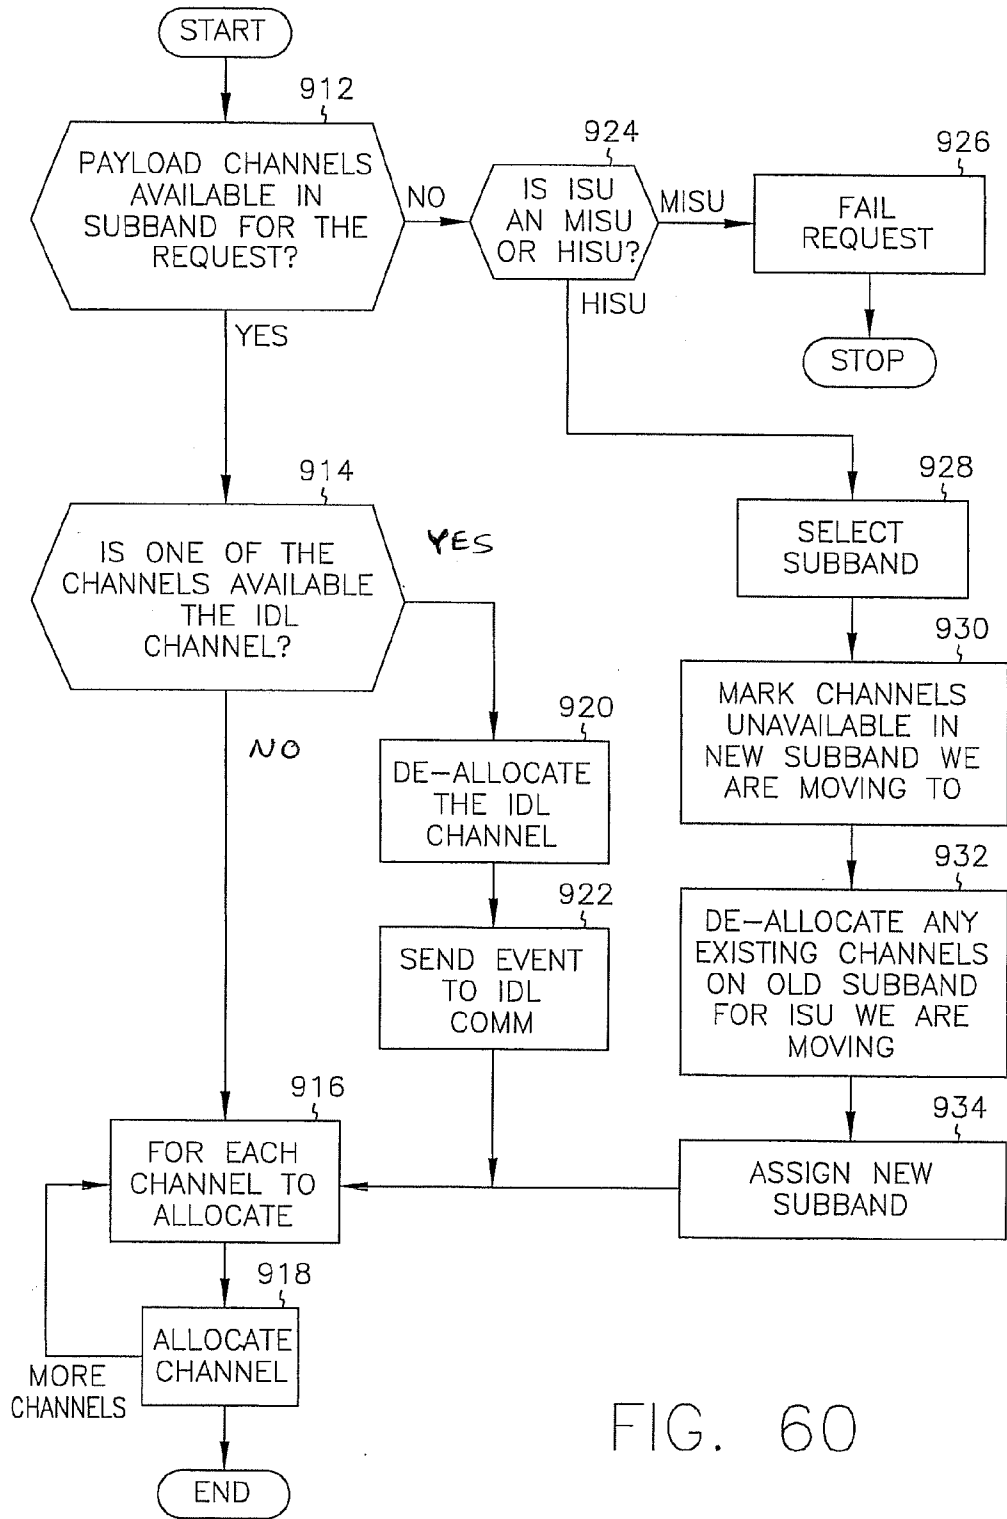 START
912
PAYLOAD CHANNELS
AVAILABLE IN
SUBBAND FOR THE
REQUEST?
NO
YES
924
IS ISU
AN MISU
OR HISU?
MISU
HISU
926
FAIL
REQUEST
STOP
914
IS ONE OF THE
CHANNELS AVAILABLE
THE IDL
CHANNEL?
YES
NO
928
SELECT
SUBBAND
930
MARK CHANNELS
UNAVAILABLE IN
NEW SUBBAND WE
ARE MOVING TO
920
DE-ALLOCATE
THE IDL
CHANNEL
932
DE-ALLOCATE ANY
EXISTING CHANNELS
ON OLD SUBBAND
FOR ISU WE ARE
MOVING
922
SEND EVENT
TO IDL
COMM
934
ASSIGN NEW
SUBBAND
916
FOR EACH
CHANNEL TO
ALLOCATE
918
ALLOCATE
CHANNEL
MORE
CHANNELS
END
FIG. 60